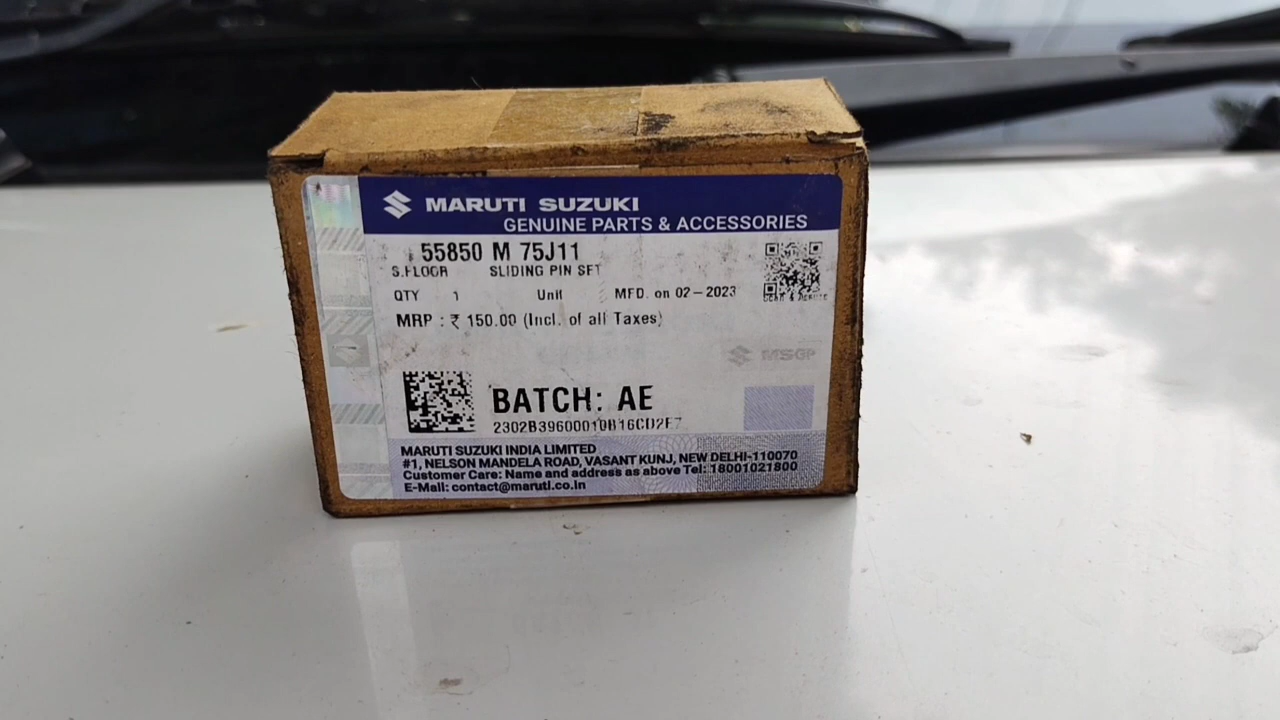 MARUTI SUZUKI
GENUINE PARTS & ACCESSORIES
55850 M 75J11
S.FLOOR SLIDING PIN SET
QTY 1 Unit MFD. on 02-2023
MRP : ₹ 150.00 (Incl. of all Taxes)
MSGP
BATCH: AE
2302B39600010B16CD2E7
MARUTI SUZUKI INDIA LIMITED
#1, NELSON MANDELA ROAD, VASANT KUNJ, NEW DELHI-110070
Customer Care: Name and address as above Tel: 18001021800
E-Mail: contact@maruti.co.in